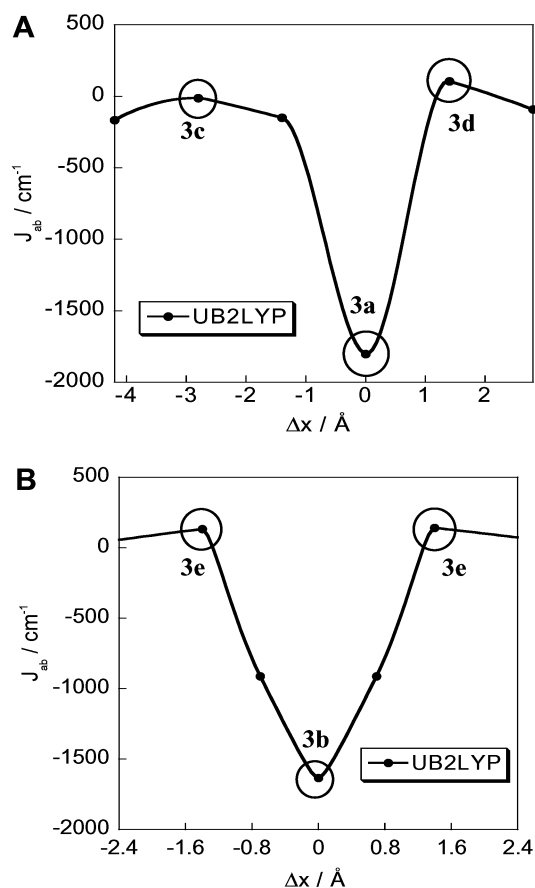 A
500
0
-500
-1000
-1500
-2000
J_ab / cm⁻¹
3c
3d
3a
UB2LYP
-4 -3 -2 -1 0 1 2
Δx / Å
B
500
0
-500
-1000
-1500
-2000
J_ab / cm⁻¹
3e
3e
3b
UB2LYP
-2.4 -1.6 -0.8 0 0.8 1.6 2.4
Δx / Å